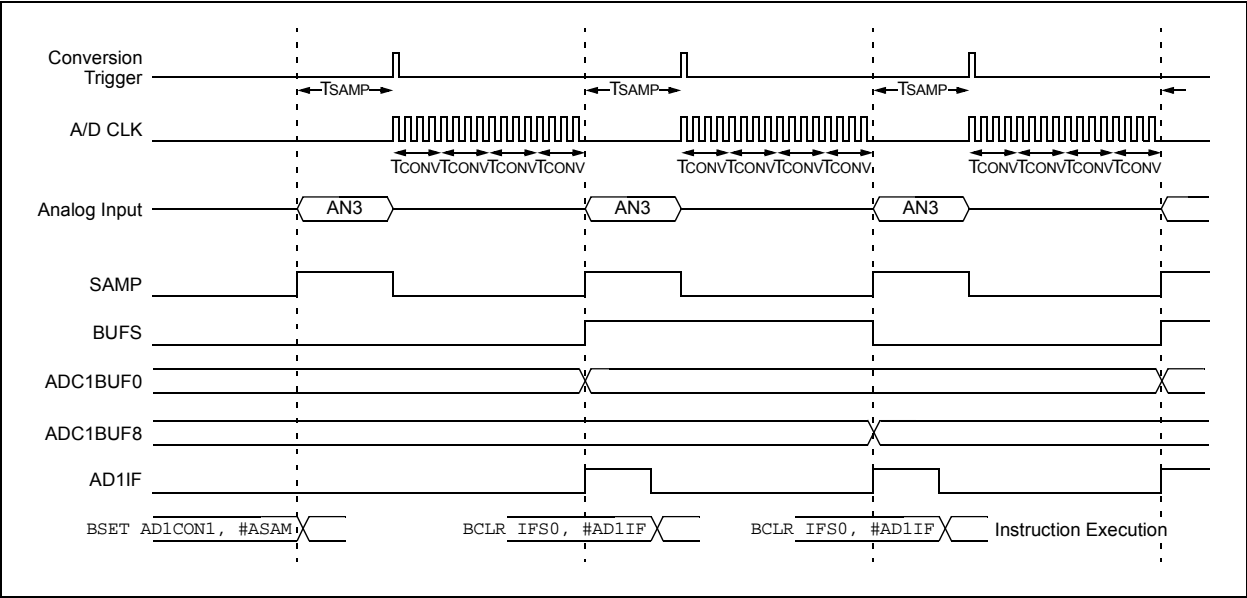 Conversion
Trigger
TSAMP TSAMP TSAMP
A/D CLK
TCONV TCONV TCONV TCONV TCONV TCONV TCONV TCONV TCONV TCONV TCONV TCONV
Analog Input AN3 AN3 AN3
SAMP
BUFS
ADC1BUF0
ADC1BUF8
AD1IF
BSET AD1CON1, #ASAM BCLR IFS0, #AD1IF BCLR IFS0, #AD1IF Instruction Execution